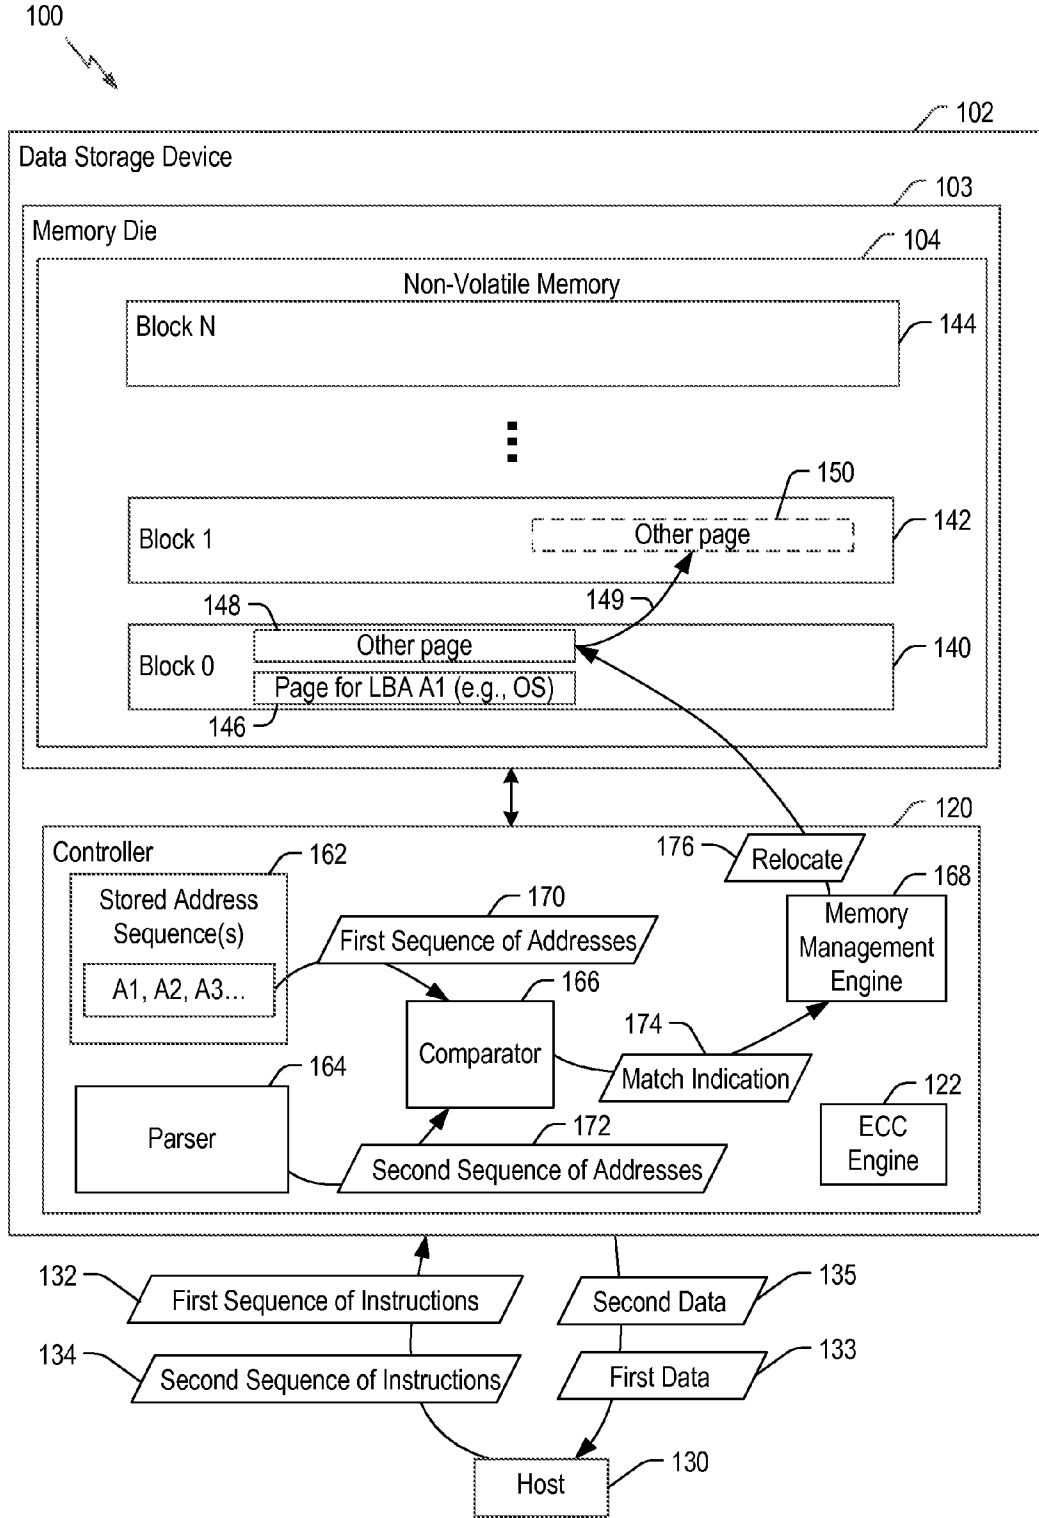 100
102
Data Storage Device
103
Memory Die
104
Non-Volatile Memory
Block N
144
150
Other page
142
Block 1
149
148
Other page
140
Block 0
Page for LBA A1 (e.g., OS)
146
120
Controller
176
Relocate
162
168
Stored Address
Sequence(s)
A1, A2, A3...
170
First Sequence of Addresses
Memory
Management
Engine
166
Comparator
174
Match Indication
164
Parser
122
ECC
Engine
172
Second Sequence of Addresses
132
First Sequence of Instructions
135
Second Data
134
Second Sequence of Instructions
133
First Data
Host
130